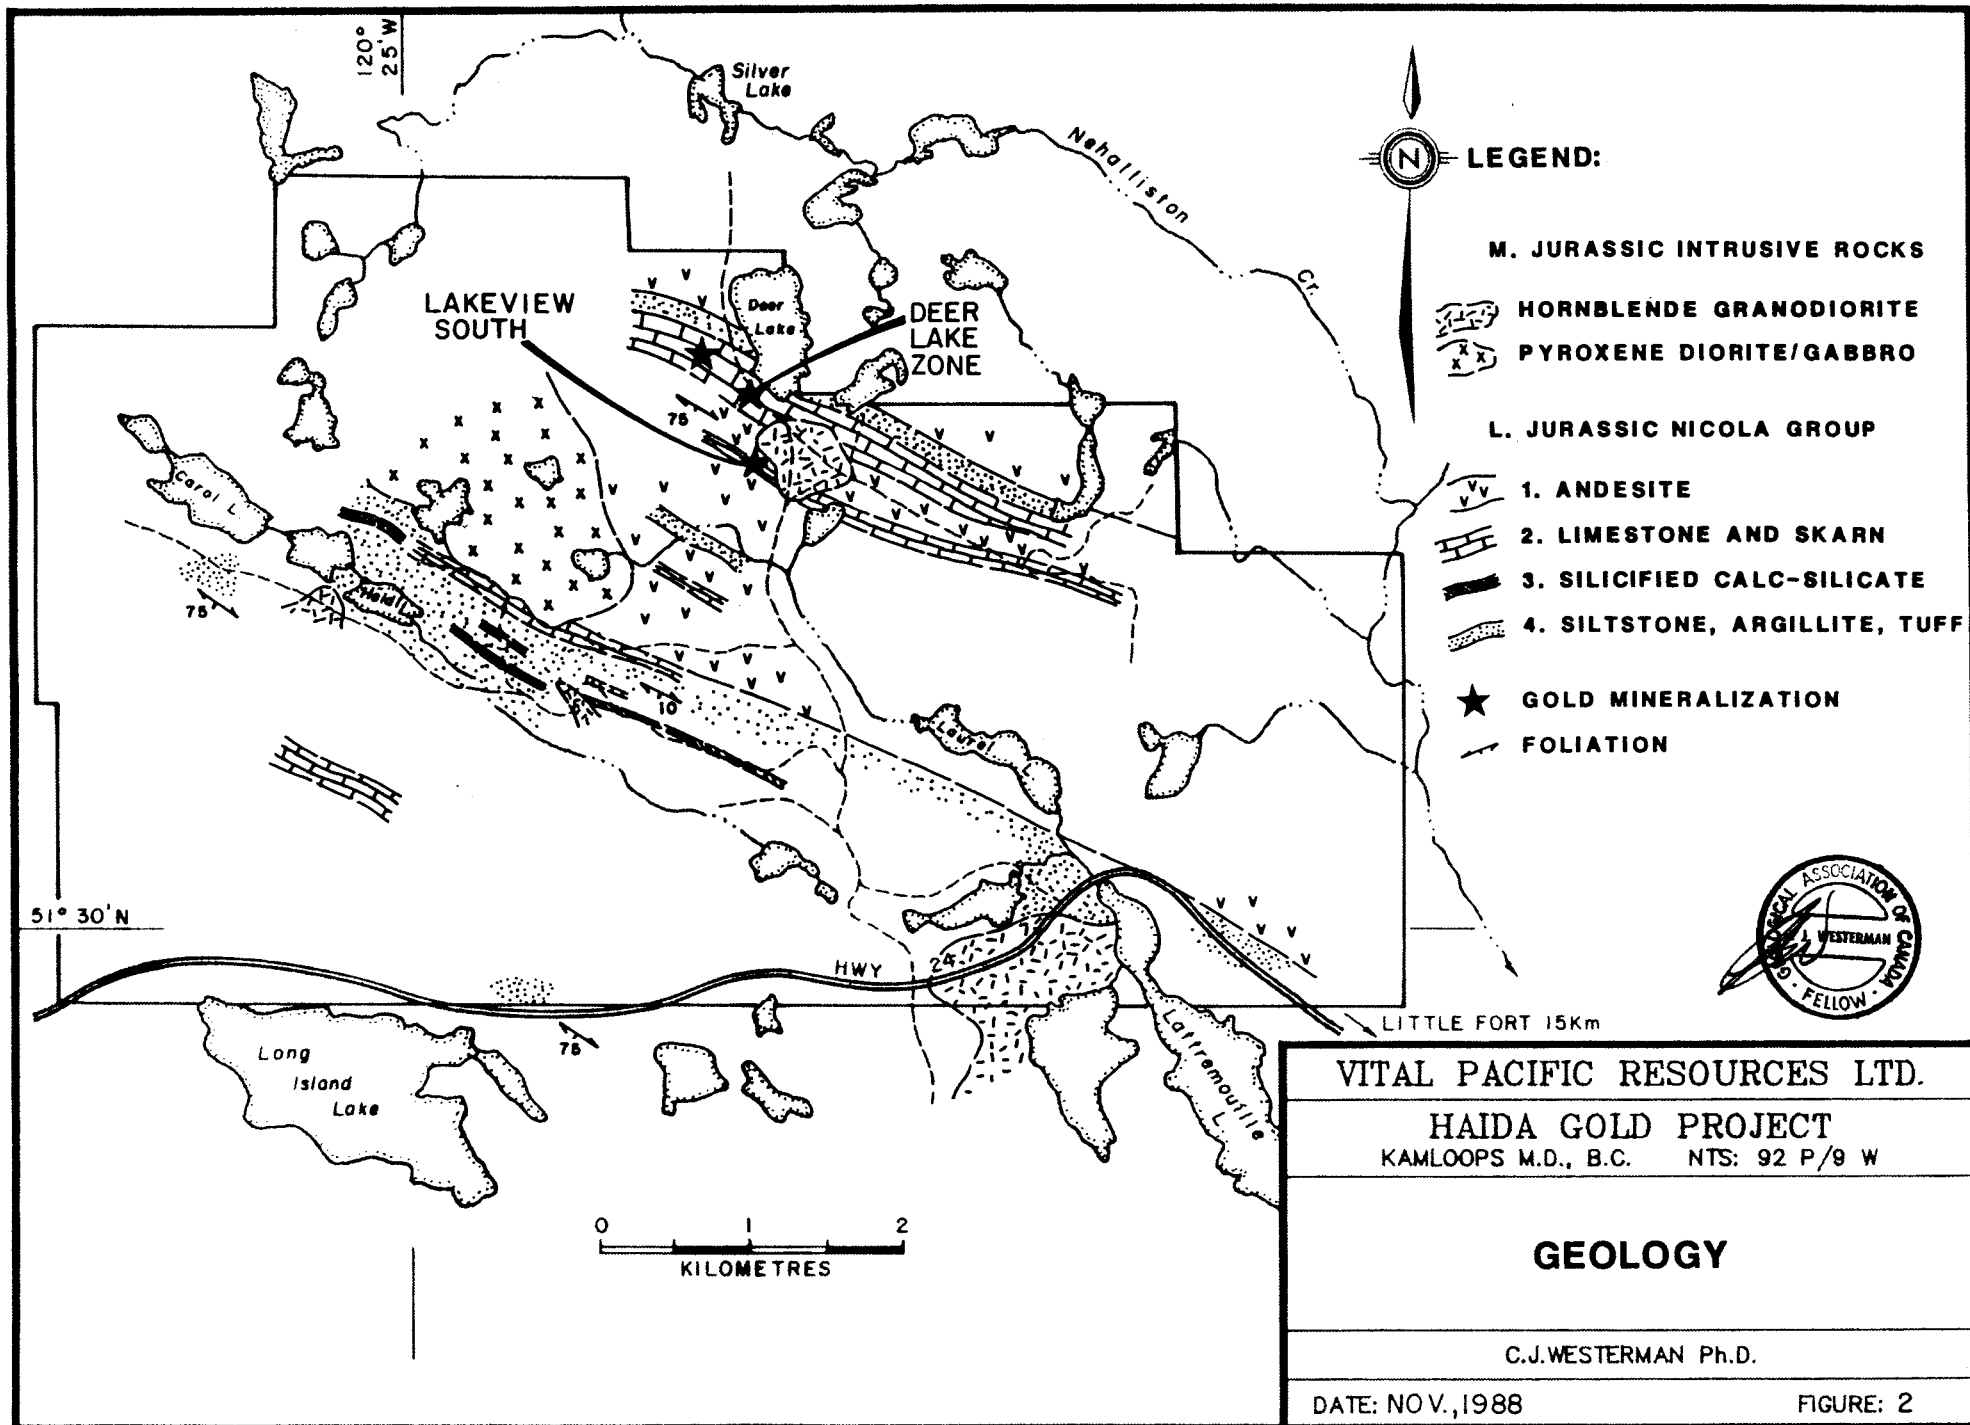 120°
25'W
Silver
Lake
Nehalliston
Cr.
N
LEGEND:
M. JURASSIC INTRUSIVE ROCKS
HORNBLENDE GRANODIORITE
x x x PYROXENE DIORITE/GABBRO
L. JURASSIC NICOLA GROUP
v v v v 1. ANDESITE
2. LIMESTONE AND SKARN
3. SILICIFIED CALC-SILICATE
4. SILTSTONE, ARGILLITE, TUFF
GOLD MINERALIZATION
FOLIATION
LAKEVIEW
SOUTH
Deer
Lake
DEER
LAKE
ZONE
75
Carol
L.
75
10
Laurel
51° 30'N
HWY 24
75
Long
Island
Lake
Lattremouille
L.
LITTLE FORT 15Km
GEOLOGICAL ASSOCIATION OF CANADA
J. WESTERMAN
FELLOW
0 1 2
KILOMETRES
VITAL PACIFIC RESOURCES LTD.
HAIDA GOLD PROJECT
KAMLOOPS M.D., B.C. NTS: 92 P/9 W
GEOLOGY
C.J.WESTERMAN Ph.D.
DATE: NOV.,1988 FIGURE: 2